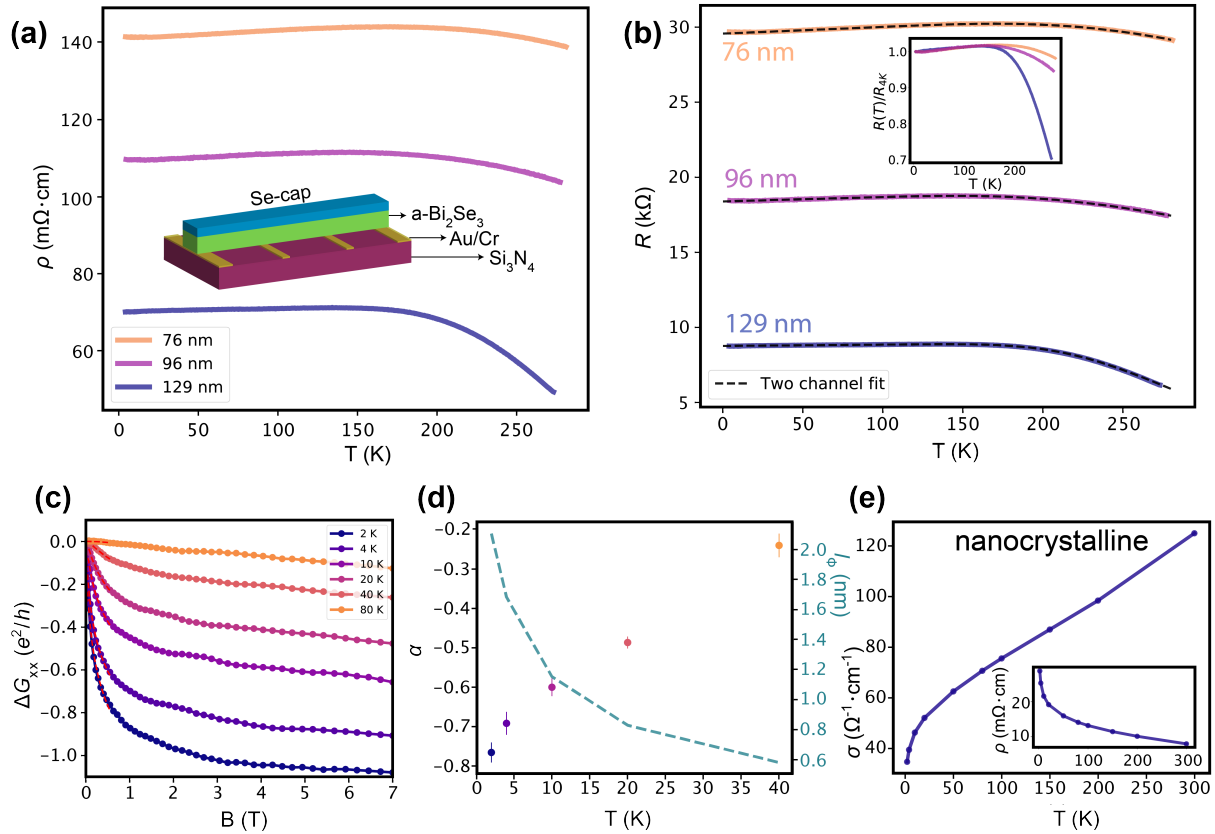 (a)
140
120
100
80
60
ρ (mΩ·cm)
Se-cap
a-Bi₂Se₃
Au/Cr
Si₃N₄
76 nm
96 nm
129 nm
0 50 100 150 200 250
T (K)
(b)
30
25
20
15
10
5
R (kΩ)
76 nm
96 nm
129 nm
1.0
0.9
0.8
0.7
R(T)/R₄K
0 100 200
T (K)
Two channel fit
0 50 100 150 200 250
T (K)
(c)
0.0
−0.2
−0.4
−0.6
−0.8
−1.0
ΔGₓₓ (e²/h)
2 K
4 K
10 K
20 K
40 K
80 K
0 1 2 3 4 5 6 7
B (T)
(d)
−0.2
−0.3
−0.4
−0.5
−0.6
−0.7
−0.8
α
2.0
1.8
1.6
1.4
1.2
1.0
0.8
0.6
l_Φ (nm)
0 5 10 15 20 25 30 35 40
T (K)
(e)
nanocrystalline
120
100
80
60
40
σ (Ω⁻¹·cm⁻¹)
20
10
ρ (mΩ·cm)
0 100 200 300
0 50 100 150 200 250 300
T (K)